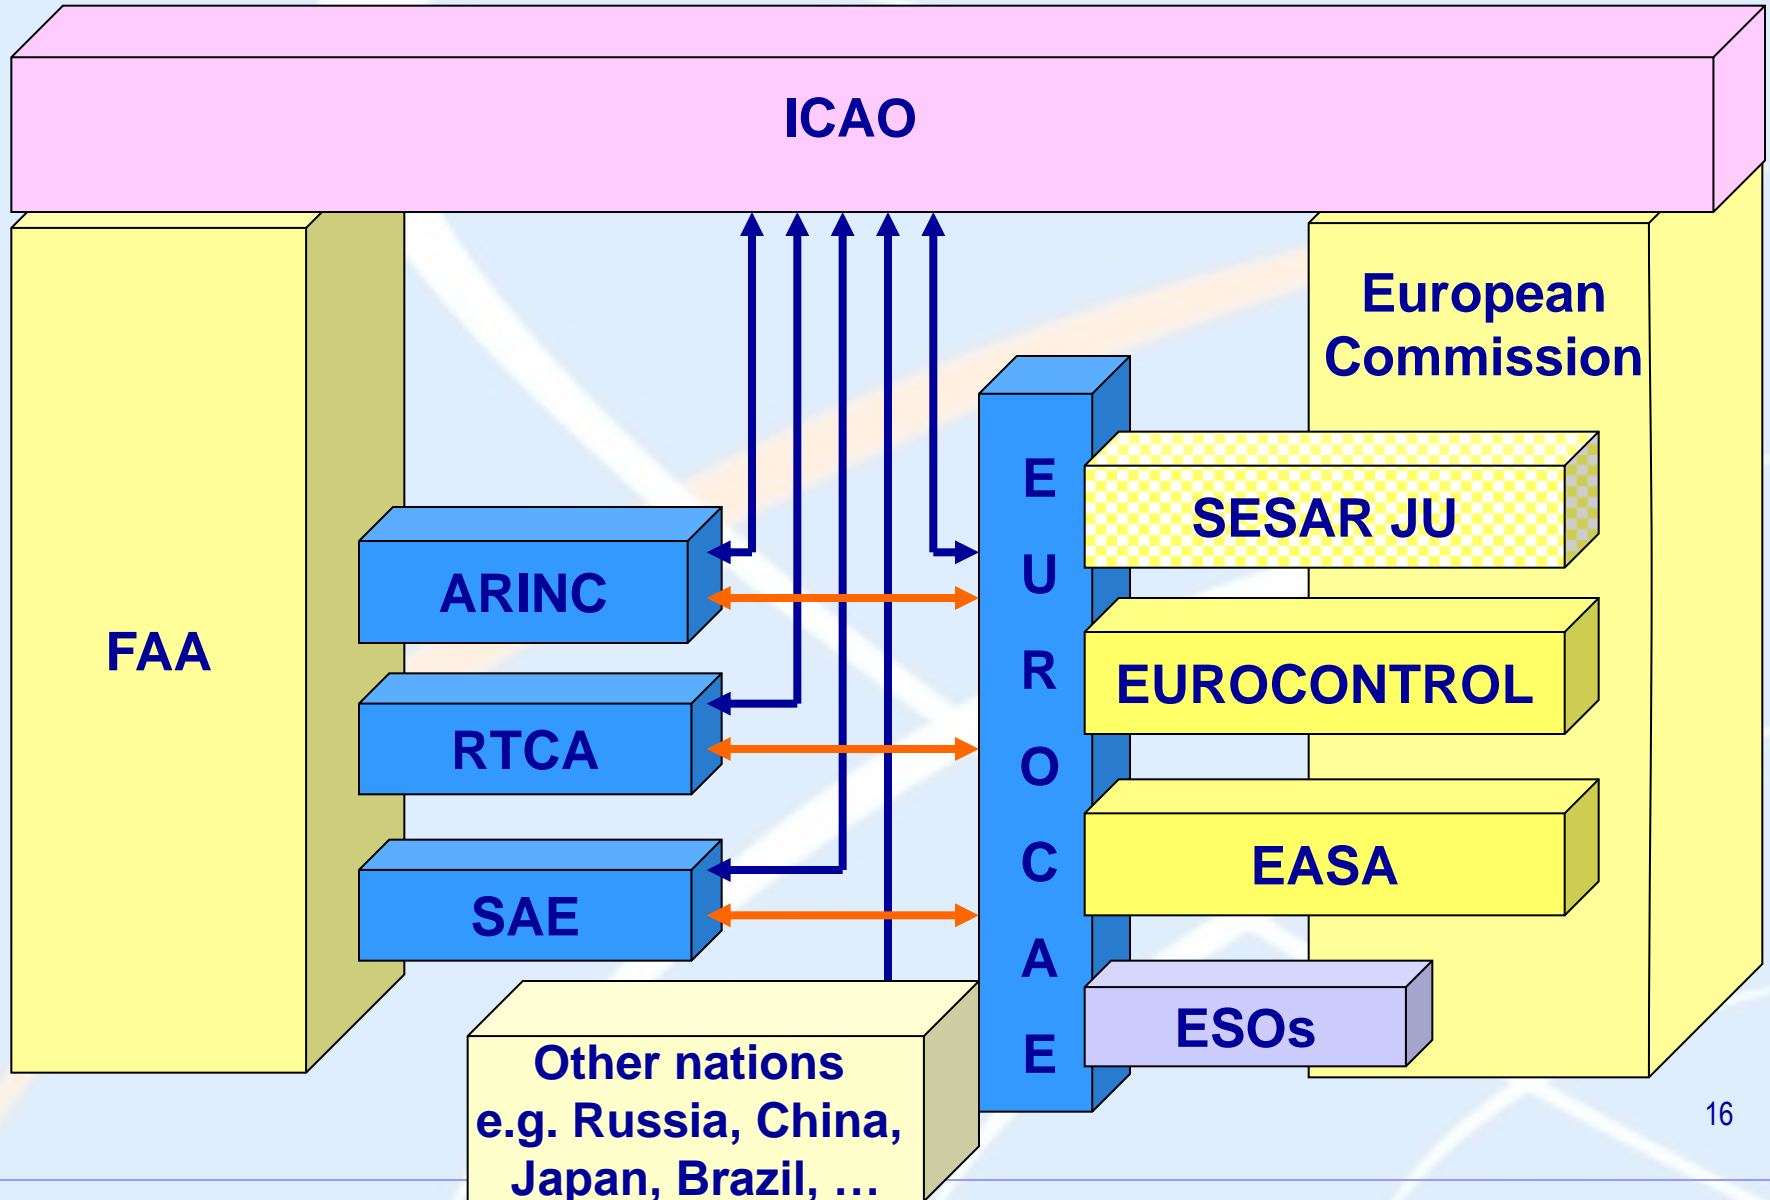 ICAO
FAA
ARINC
RTCA
SAE
Other nations
e.g. Russia, China,
Japan, Brazil, …
E
U
R
O
C
A
E
European
Commission
SESAR JU
EUROCONTROL
EASA
ESOs
16